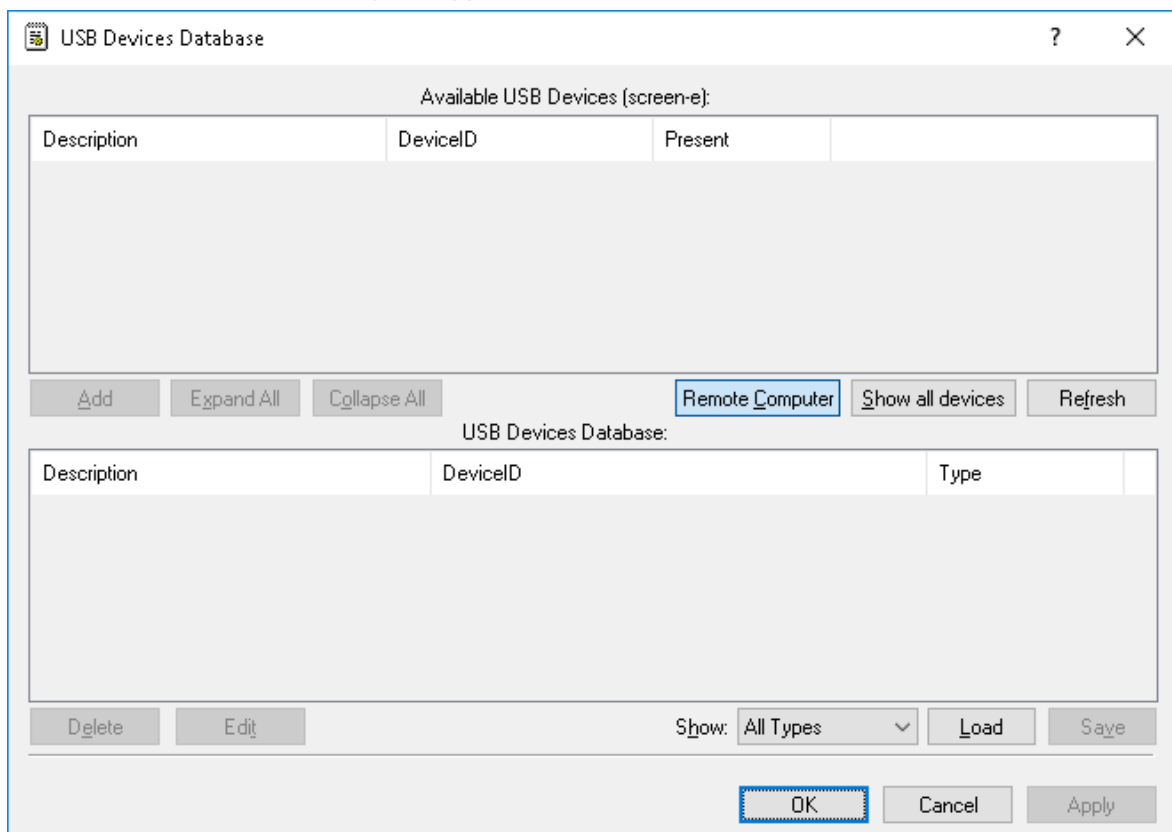 USB Devices Database ?
Available USB Devices (screen-e):
Description DeviceID Present
Add Expand All Collapse All Remote Computer Show all devices Refresh
USB Devices Database:
Description DeviceID Type
Delete Edit Show: All Types Load Save
OK Cancel Apply